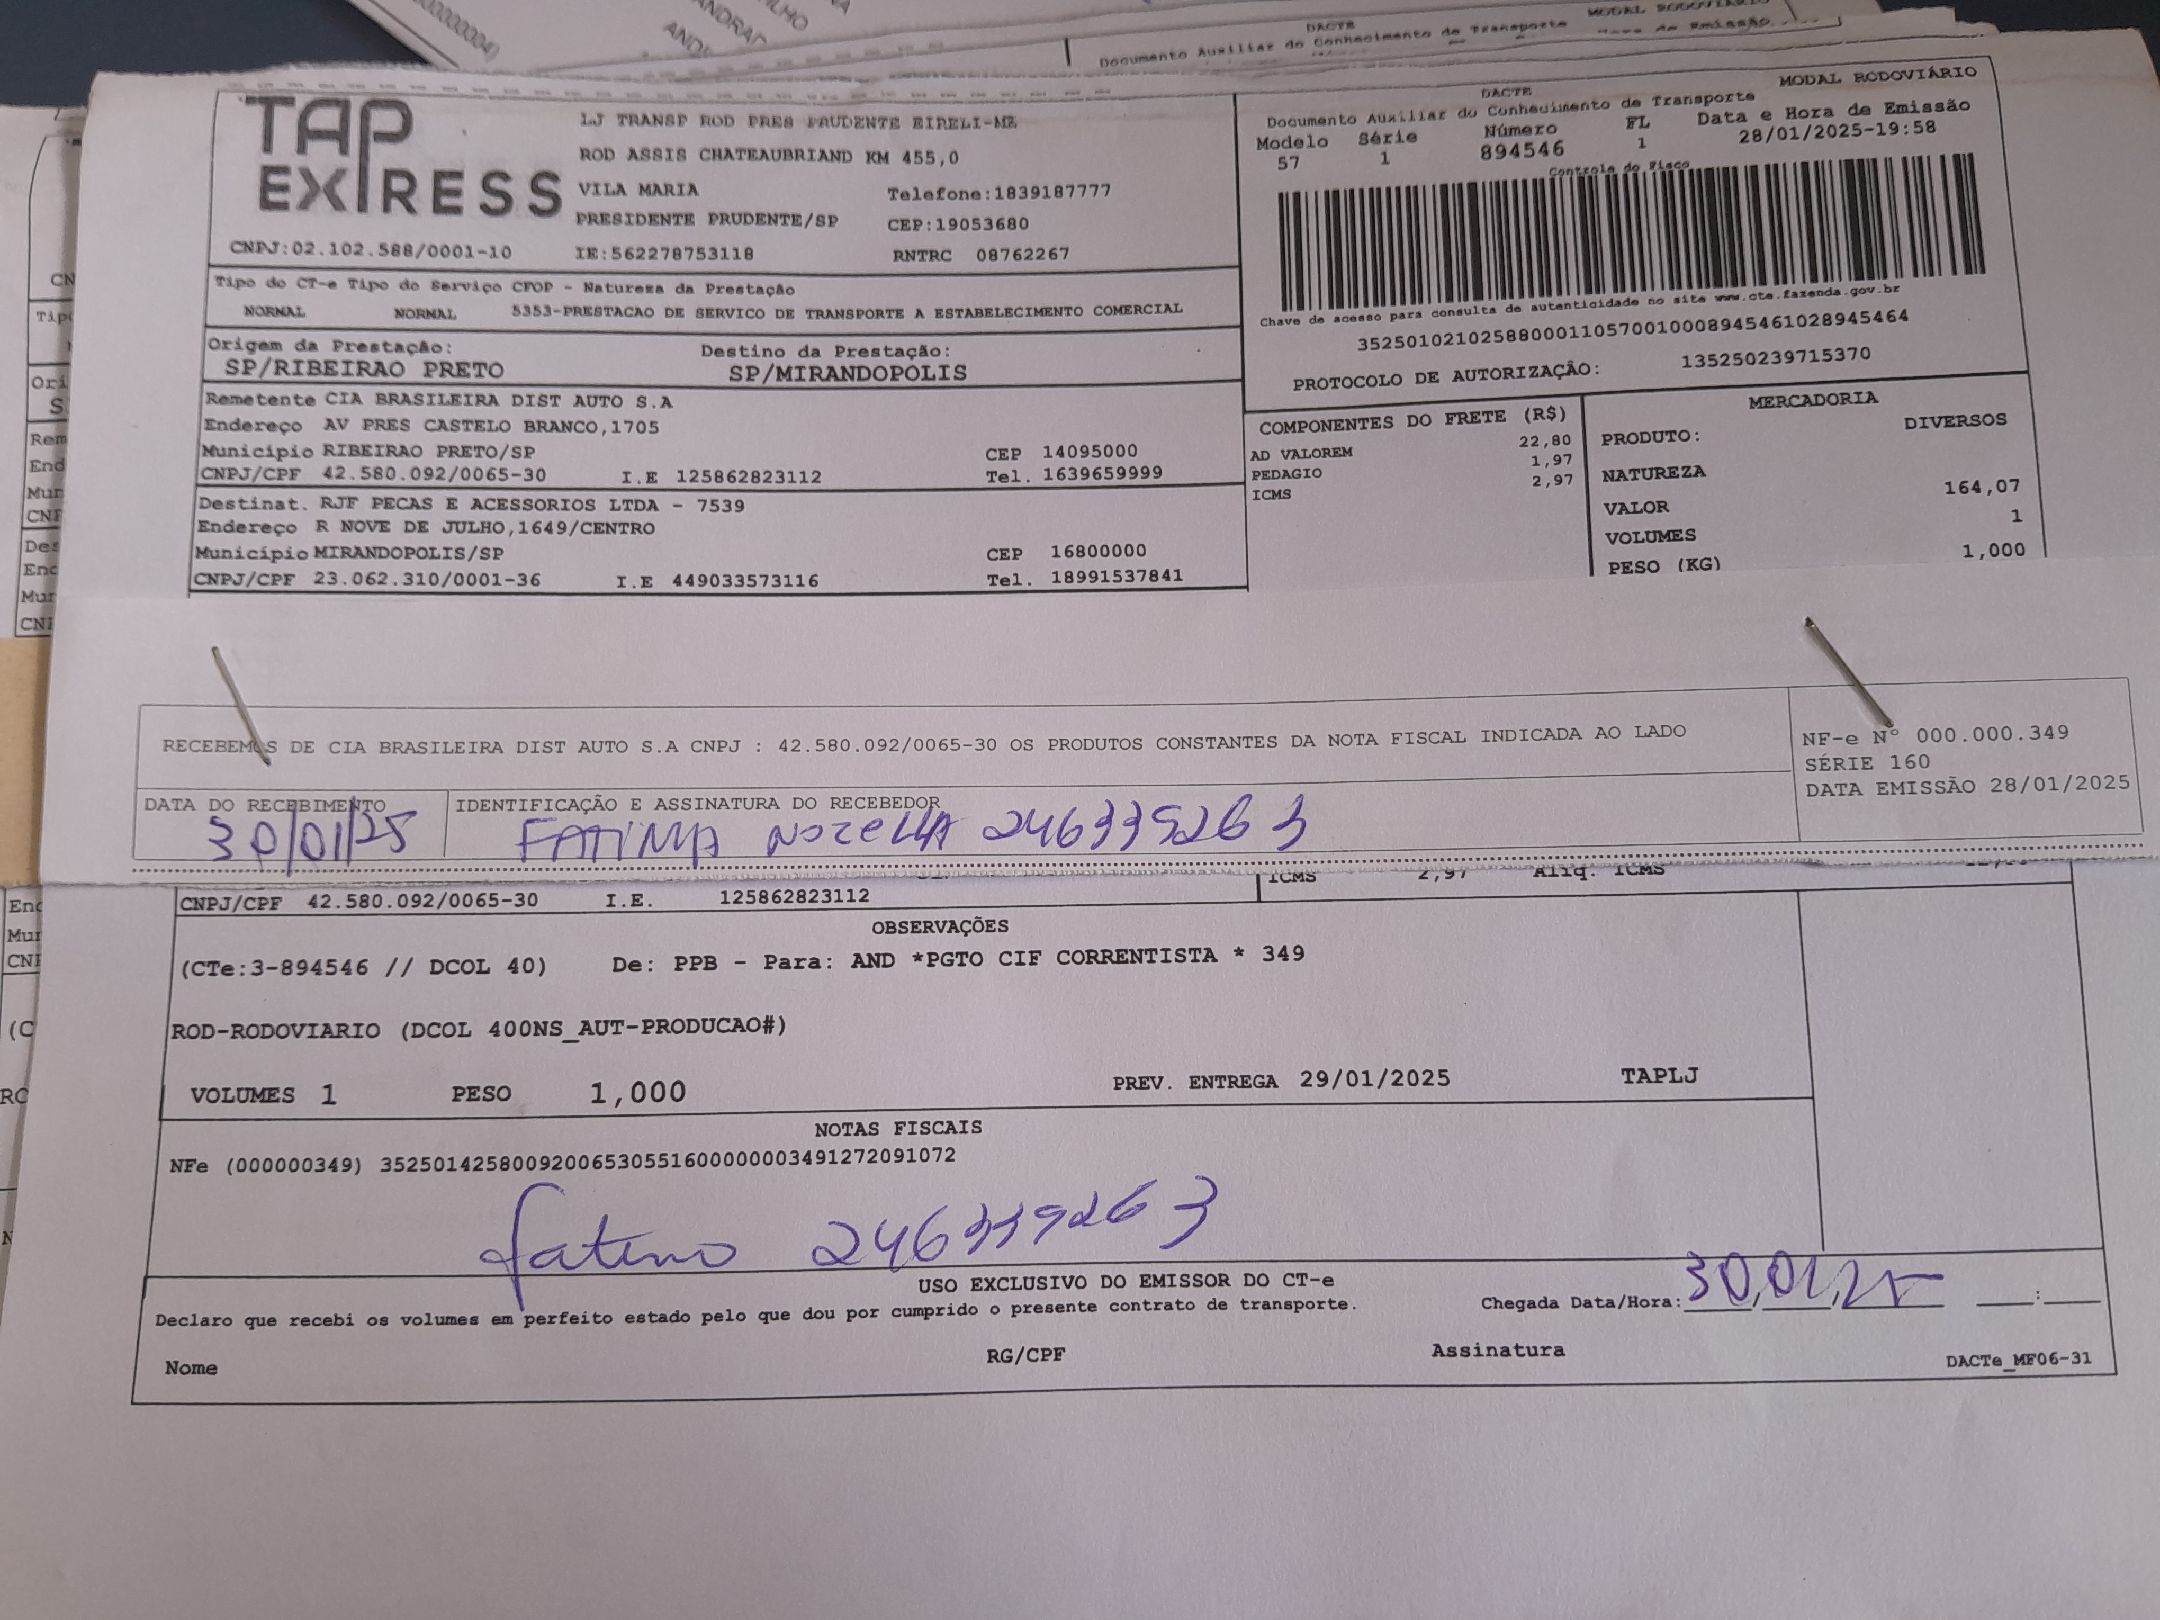 DACTE
MODAL RODOVIÁRIO
Documento Auxiliar do Conhecimento de Transporte
TAP EXPRESS
LJ TRANSP ROD PRES PRUDENTE EIRELI-ME
ROD ASSIS CHATEAUBRIAND KM 455,0
VILA MARIA Telefone:1839187777
PRESIDENTE PRUDENTE/SP CEP:19053680
CNPJ:02.102.588/0001-10 IE:562278753118 RNTRC 08762267
DACTE MODAL RODOVIÁRIO
Documento Auxiliar do Conhecimento de Transporte
Modelo Série Número FL Data e Hora de Emissão
57 1 894546 1 28/01/2025-19:58
Controle do Fisco
Chave de acesso para consulta de autenticidade no site www.cte.fazenda.gov.br
35250102102588000110570010008945461028945464
PROTOCOLO DE AUTORIZAÇÃO: 135250239715370
Tipo do CT-e Tipo do Serviço CFOP - Natureza da Prestação
NORMAL NORMAL 5353-PRESTACAO DE SERVICO DE TRANSPORTE A ESTABELECIMENTO COMERCIAL
Origem da Prestação: Destino da Prestação:
SP/RIBEIRAO PRETO SP/MIRANDOPOLIS
Remetente CIA BRASILEIRA DIST AUTO S.A
Endereço AV PRES CASTELO BRANCO,1705
Município RIBEIRAO PRETO/SP CEP 14095000
CNPJ/CPF 42.580.092/0065-30 I.E 125862823112 Tel. 1639659999
Destinat. RJF PECAS E ACESSORIOS LTDA - 7539
Endereço R NOVE DE JULHO,1649/CENTRO
Município MIRANDOPOLIS/SP CEP 16800000
CNPJ/CPF 23.062.310/0001-36 I.E 449033573116 Tel. 18991537841
COMPONENTES DO FRETE (R$)
AD VALOREM 22,80
PEDAGIO 1,97
ICMS 2,97
MERCADORIA
PRODUTO: DIVERSOS
NATUREZA
VALOR 164,07
VOLUMES 1
PESO (KG) 1,000
RECEBEMOS DE CIA BRASILEIRA DIST AUTO S.A CNPJ : 42.580.092/0065-30 OS PRODUTOS CONSTANTES DA NOTA FISCAL INDICADA AO LADO
NF-e Nº 000.000.349
SÉRIE 160
DATA EMISSÃO 28/01/2025
DATA DO RECEBIMENTO IDENTIFICAÇÃO E ASSINATURA DO RECEBEDOR
30/01/25 FATIMA NOZELLA 246339263
ICMS 2,97 Aliq. ICMS
CNPJ/CPF 42.580.092/0065-30 I.E. 125862823112
OBSERVAÇÕES
(CTe:3-894546 // DCOL 40) De: PPB - Para: AND *PGTO CIF CORRENTISTA * 349
ROD-RODOVIARIO (DCOL 400NS_AUT-PRODUCAO#)
VOLUMES 1 PESO 1,000 PREV. ENTREGA 29/01/2025 TAPLJ
NOTAS FISCAIS
NFe (000000349) 35250142580092006530551600000003491272091072
fatima 246339263
USO EXCLUSIVO DO EMISSOR DO CT-e
Declaro que recebi os volumes em perfeito estado pelo que dou por cumprido o presente contrato de transporte. Chegada Data/Hora: 30,01,25
Nome RG/CPF Assinatura
DACTe_MF06-31